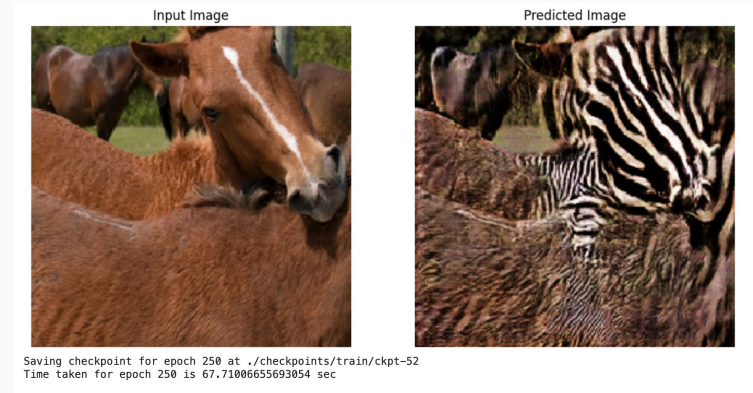 Input Image
Predicted Image
Saving checkpoint for epoch 250 at ./checkpoints/train/ckpt-52
Time taken for epoch 250 is 67.71006655693054 sec